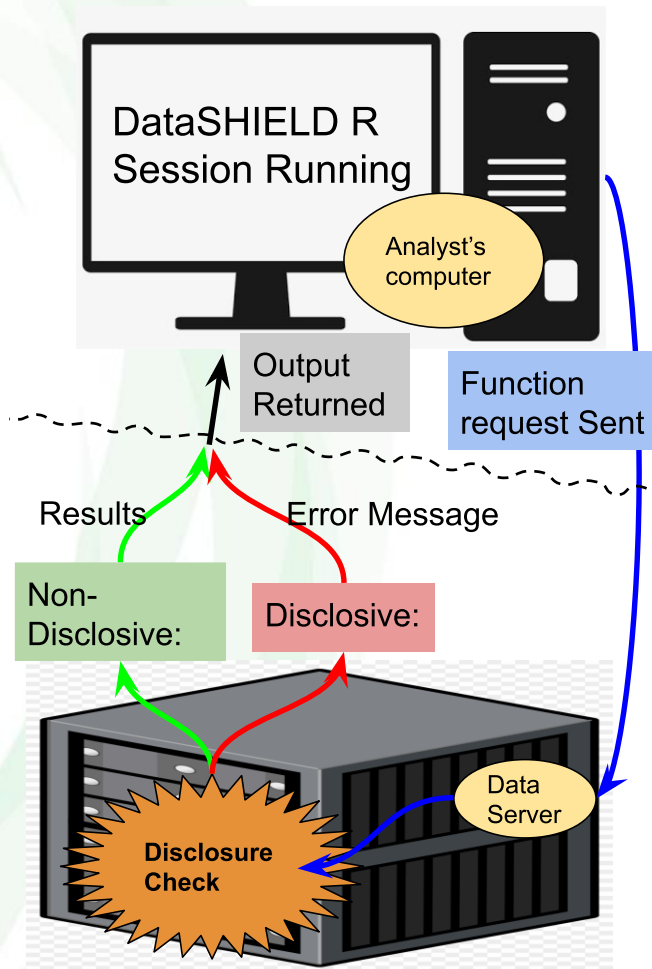 DataSHIELD R
Session Running
Analyst's
computer
Output
Returned
Function
request Sent
Results
Error Message
Non-
Disclosive:
Disclosive:
Data
Server
Disclosure
Check